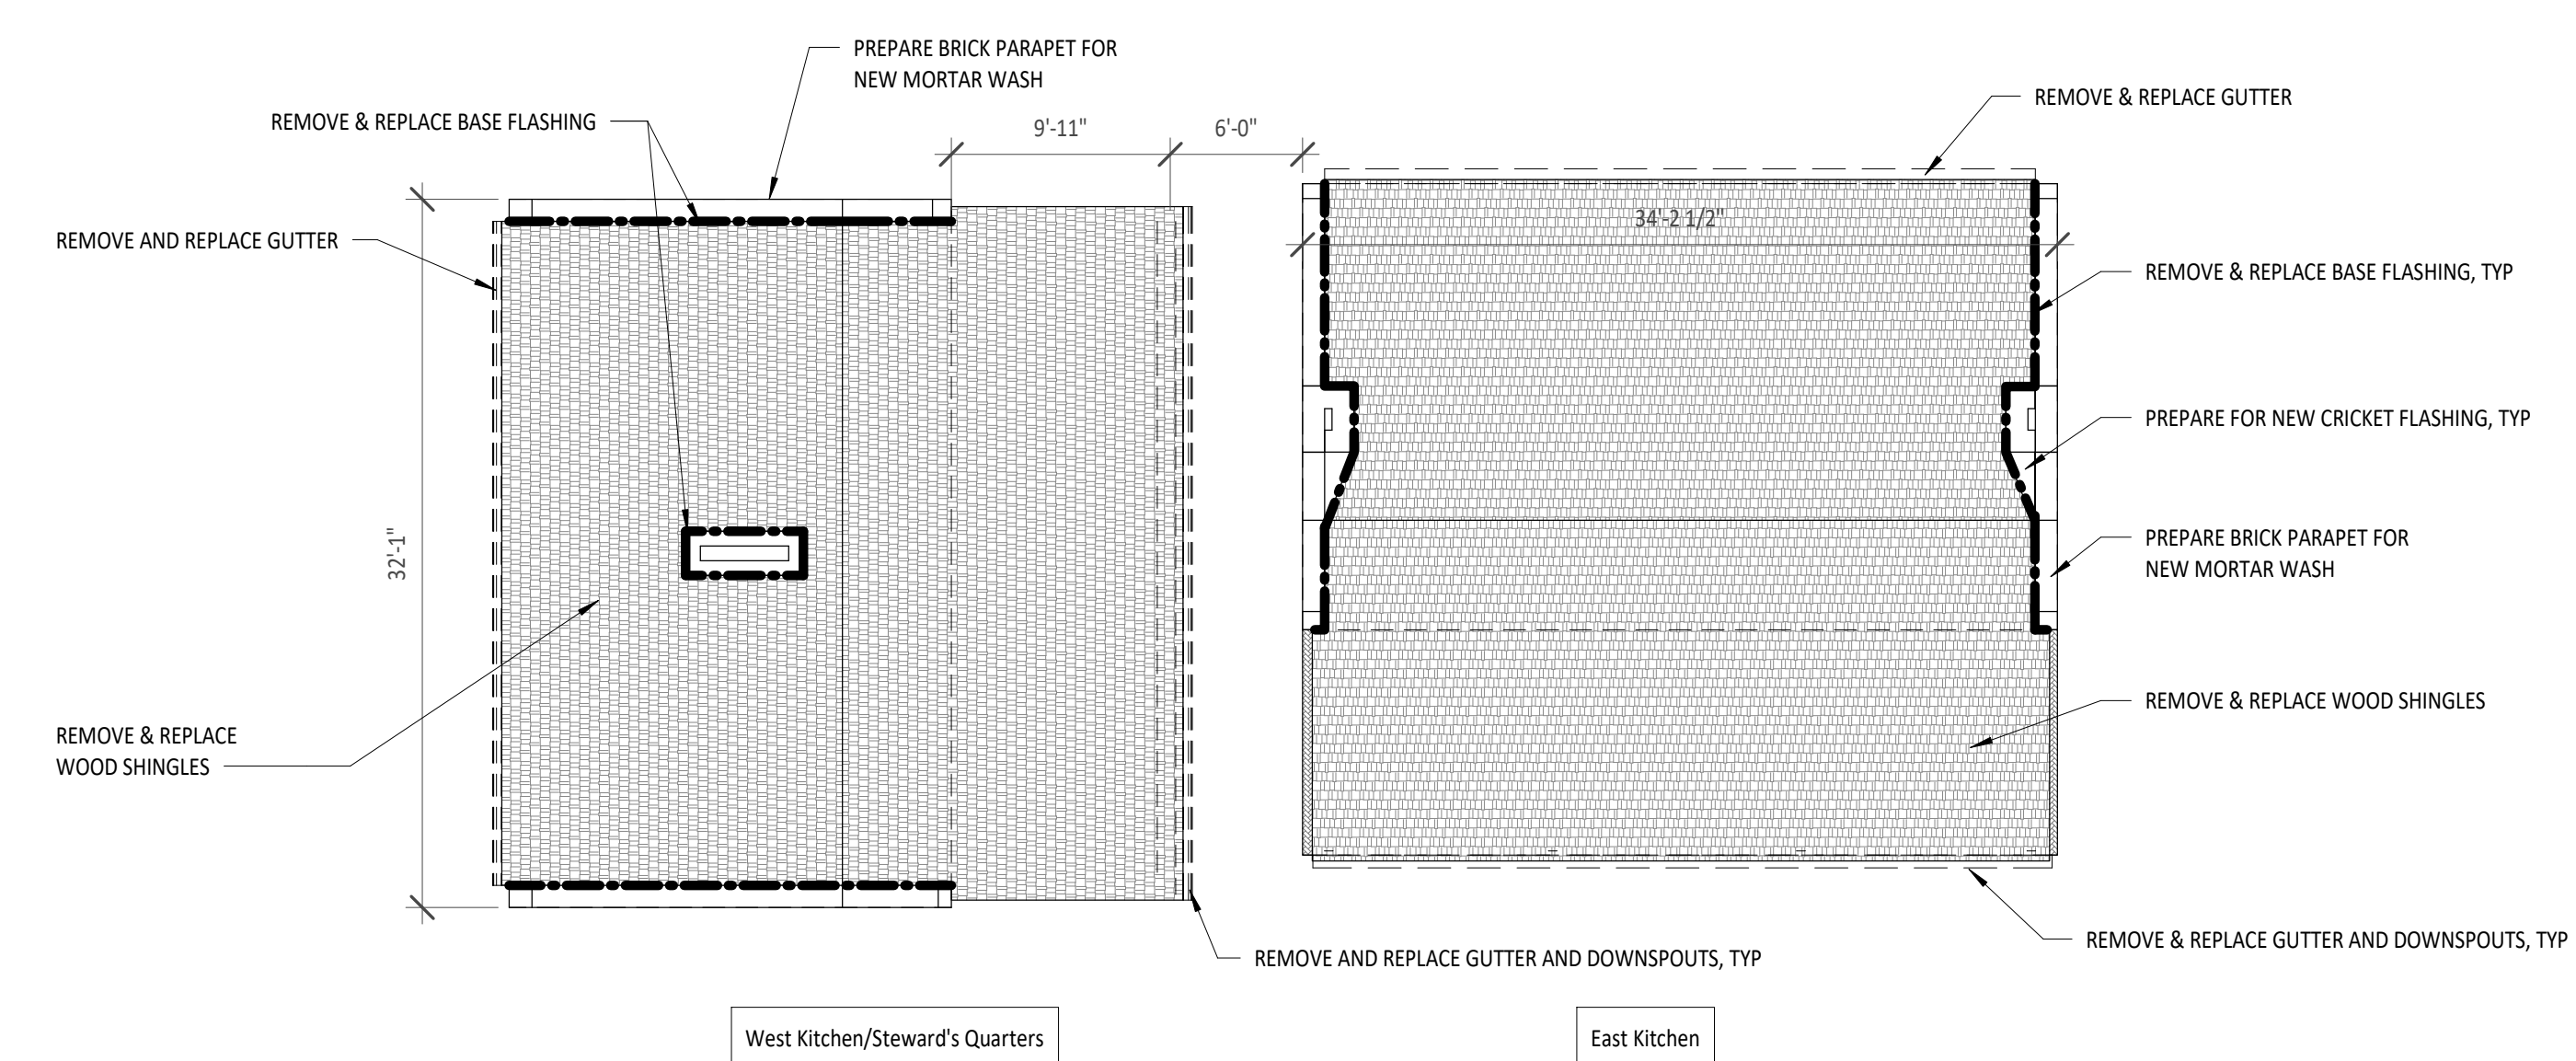 PREPARE BRICK PARAPET FOR
NEW MORTAR WASH
REMOVE & REPLACE BASE FLASHING
9'-11"
6'-0"
REMOVE & REPLACE GUTTER
REMOVE AND REPLACE GUTTER
34'-2 1/2"
REMOVE & REPLACE BASE FLASHING, TYP
PREPARE FOR NEW CRICKET FLASHING, TYP
32'-1"
PREPARE BRICK PARAPET FOR
NEW MORTAR WASH
REMOVE & REPLACE
WOOD SHINGLES
REMOVE & REPLACE WOOD SHINGLES
REMOVE AND REPLACE GUTTER AND DOWNSPOUTS, TYP
REMOVE & REPLACE GUTTER AND DOWNSPOUTS, TYP
West Kitchen/Steward's Quarters
East Kitchen